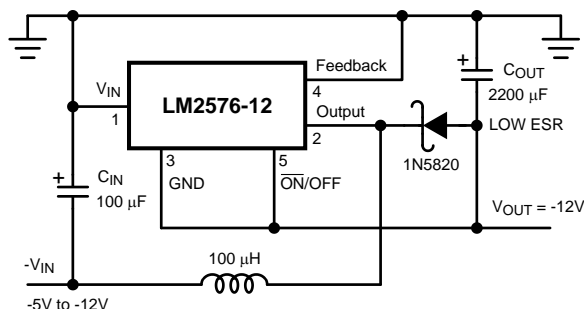 Feedback
V_IN
LM2576-12
4
C_OUT
2200 μF
1
Output
2
LOW ESR
3
5
1N5820
C_IN
100 μF
GND
ON/OFF
V_OUT = -12V
100 μH
-V_IN
-5V to -12V
+
+